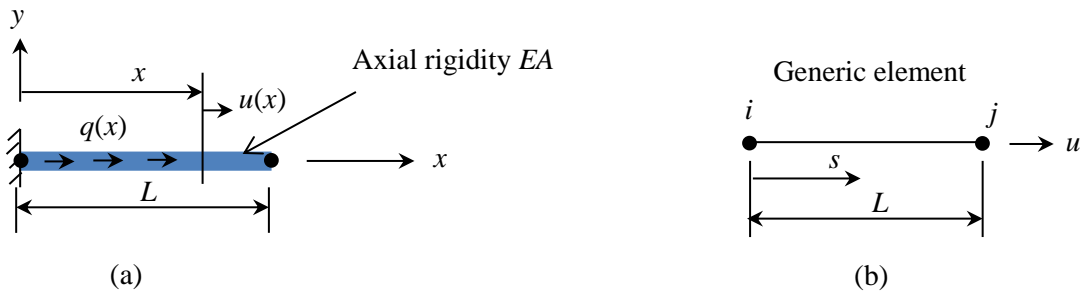 y
Axial rigidity EA
x
u(x)
q(x)
x
L
(a)
Generic element
i
j
u
s
L
(b)